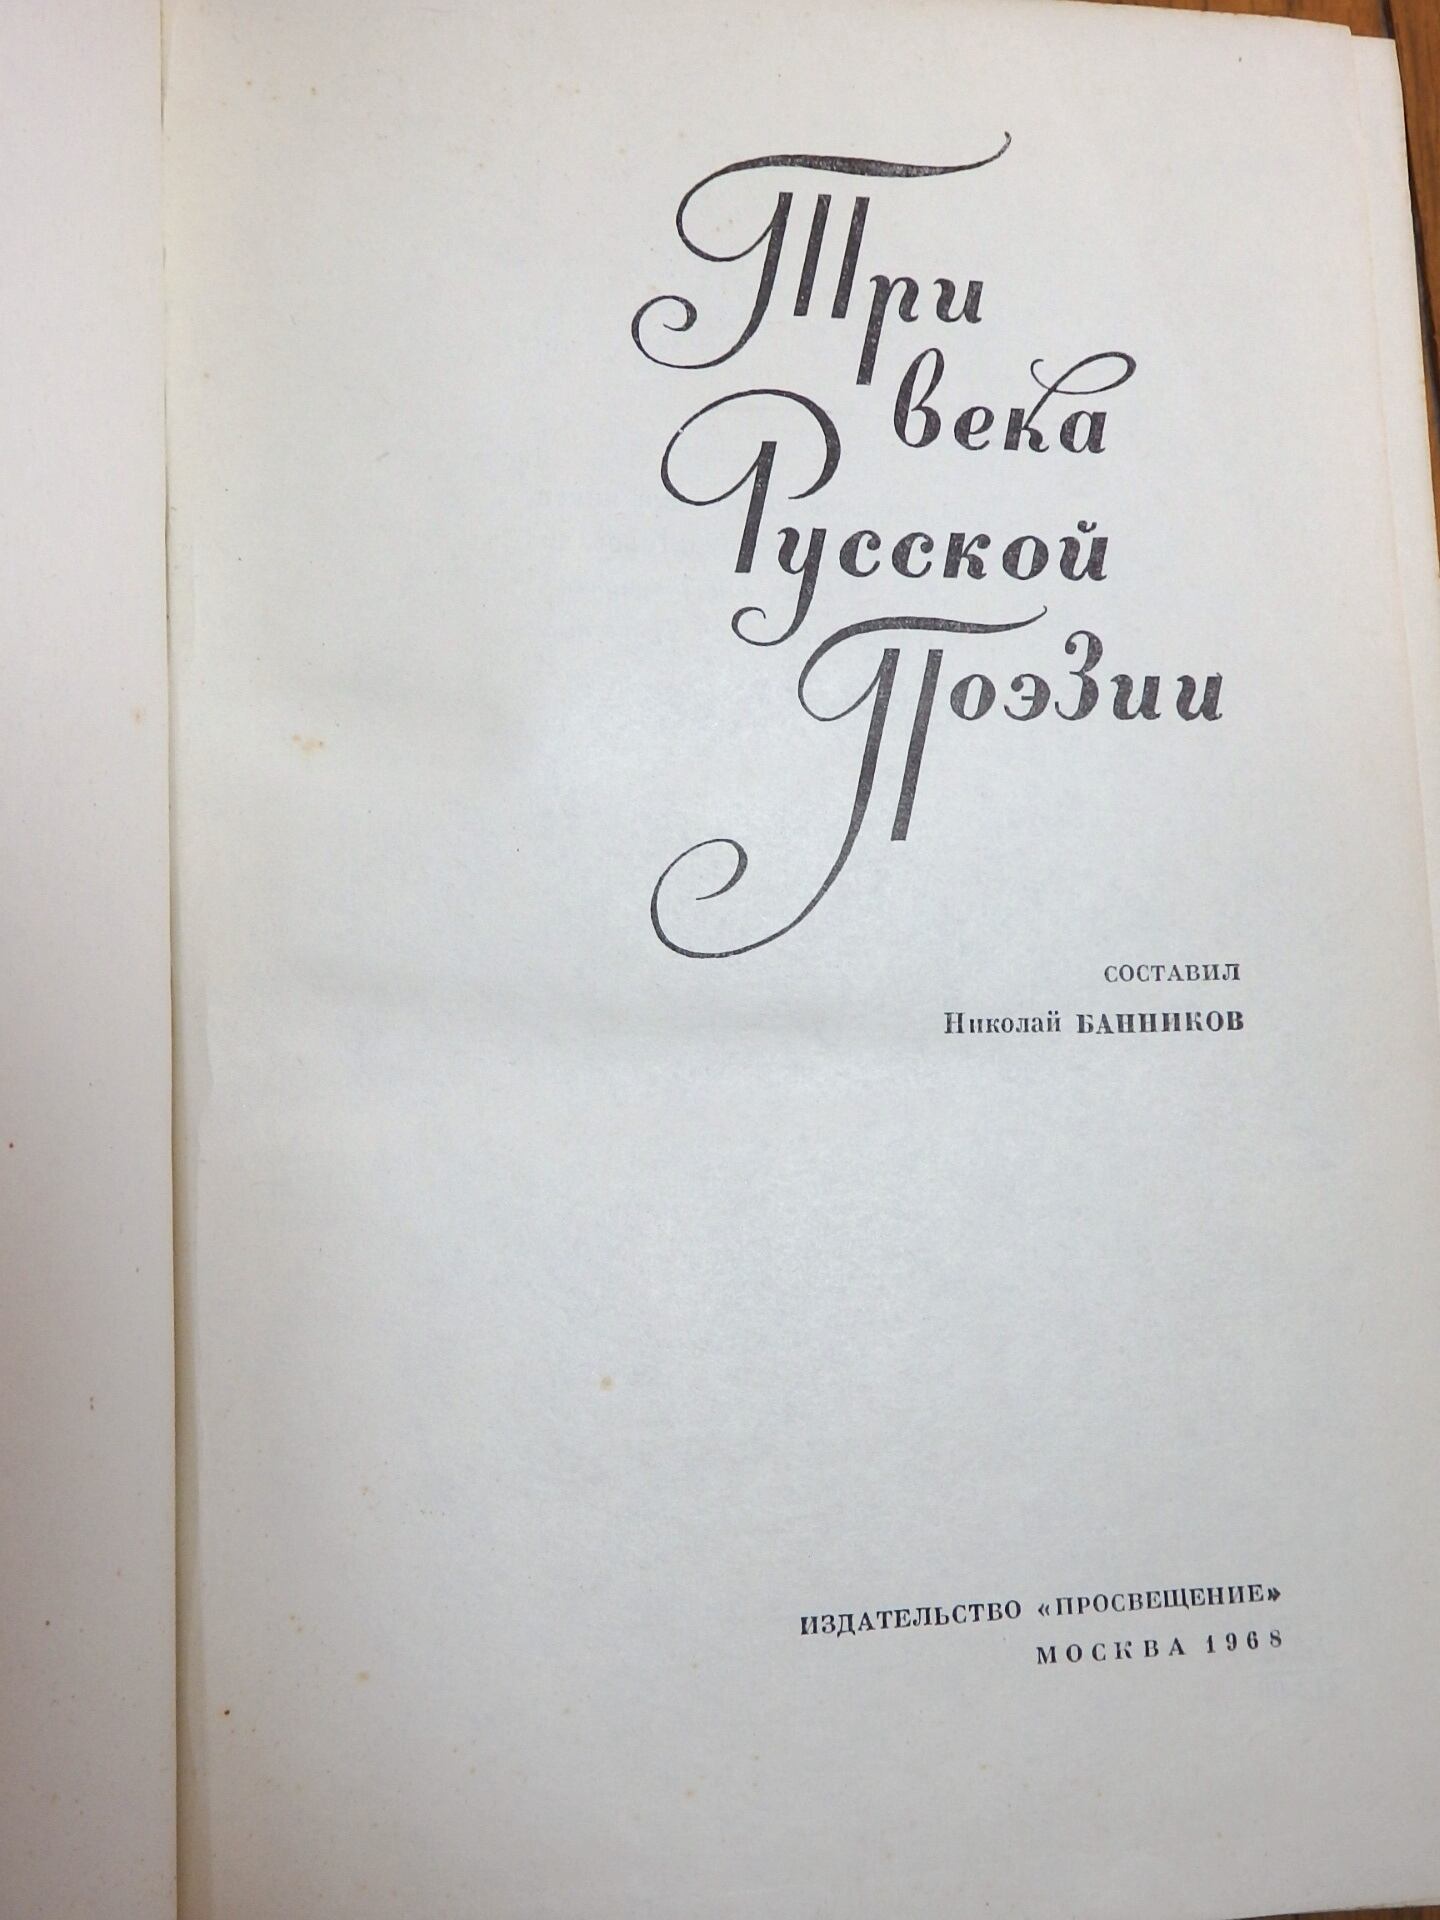 Три
века
Русской
Поэзии
СОСТАВИЛ
Николай БАННИКОВ
ИЗДАТЕЛЬСТВО «ПРОСВЕЩЕНИЕ»
МОСКВА 1968